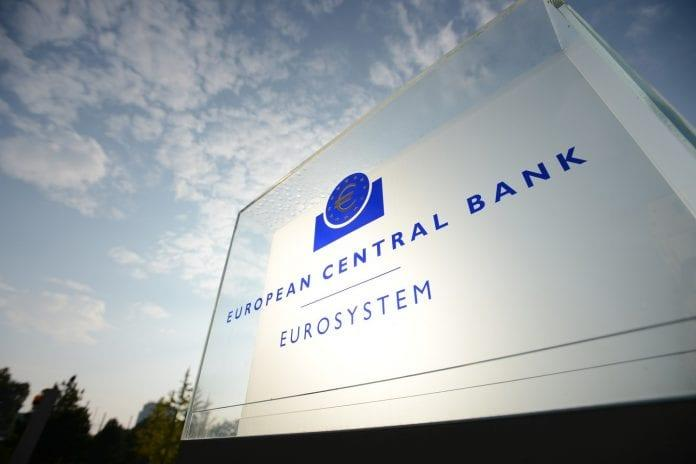 €
EUROPEAN CENTRAL BANK
EUROSYSTEM